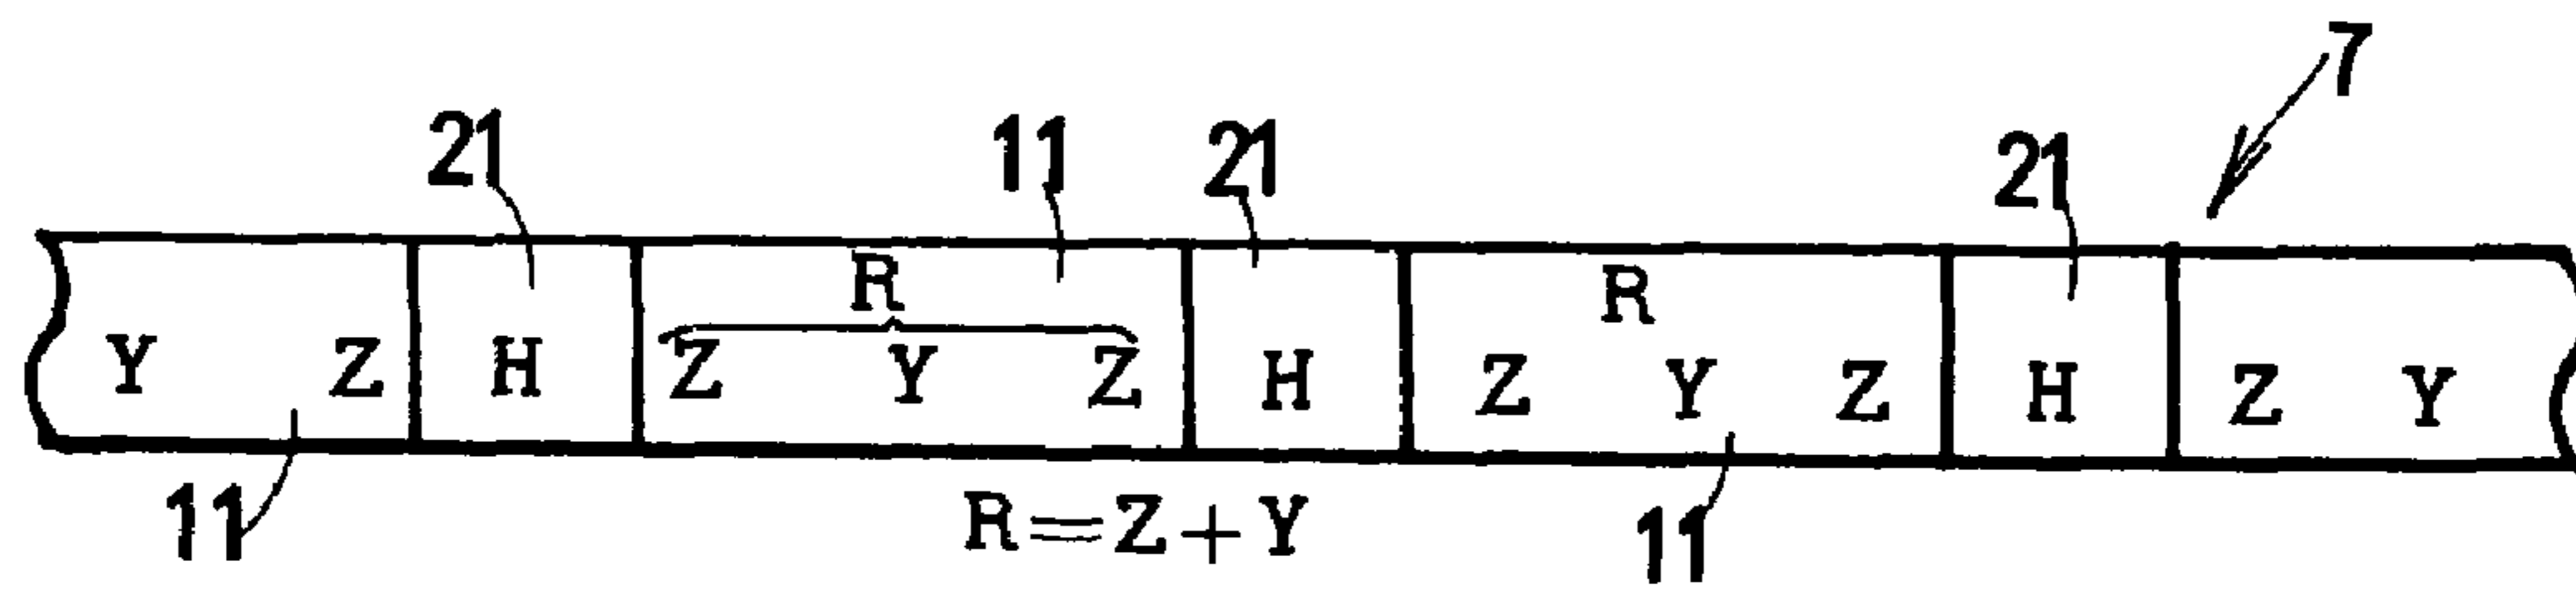 7
21 11 21 21
R R
Y Z H Z Y Z H Z Y Z H Z Y
11 R=Z+Y 11